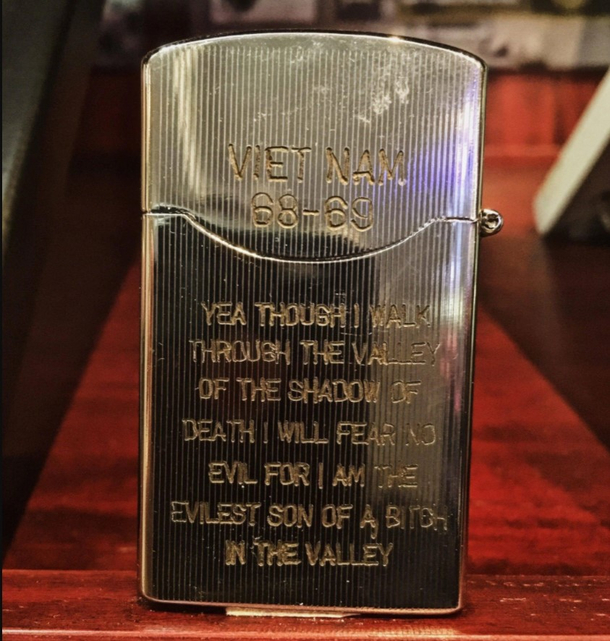 VIET NAM
68-69
YEA THOUGH I WALK
THROUGH THE VALLEY
OF THE SHADOW OF
DEATH I WILL FEAR NO
EVIL FOR I AM THE
EVILEST SON OF A BITCH
IN THE VALLEY